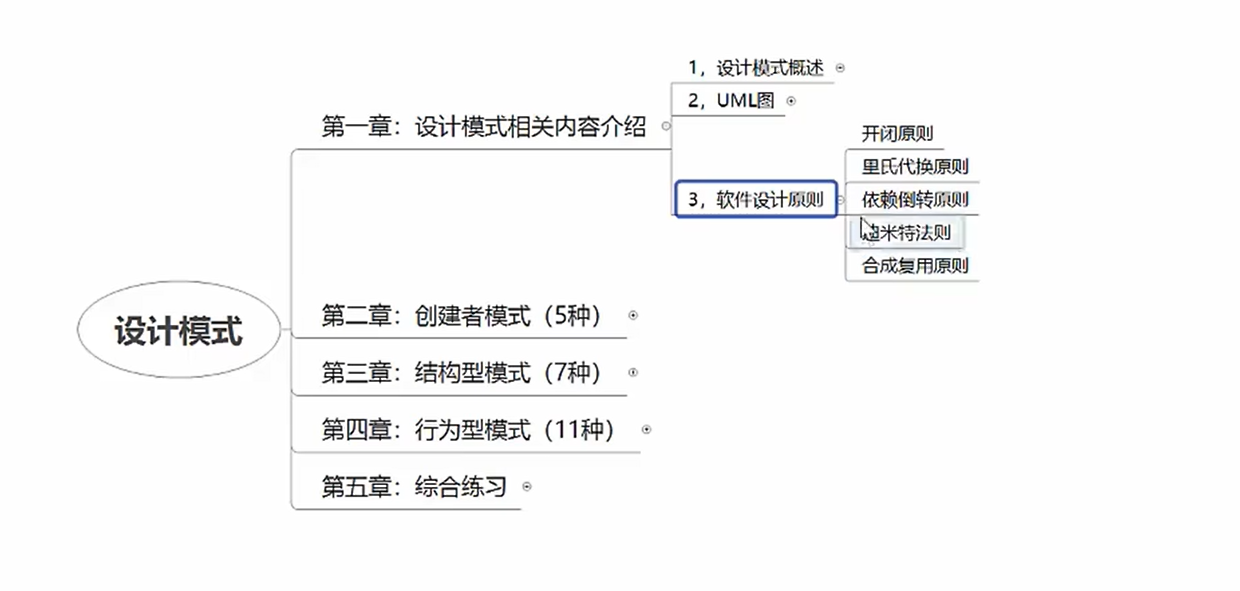 设计模式
第一章：设计模式相关内容介绍
1，设计模式概述
2，UML图
3，软件设计原则
开闭原则
里氏代换原则
依赖倒转原则
迪米特法则
合成复用原则
第二章：创建者模式（5种）
第三章：结构型模式（7种）
第四章：行为型模式（11种）
第五章：综合练习